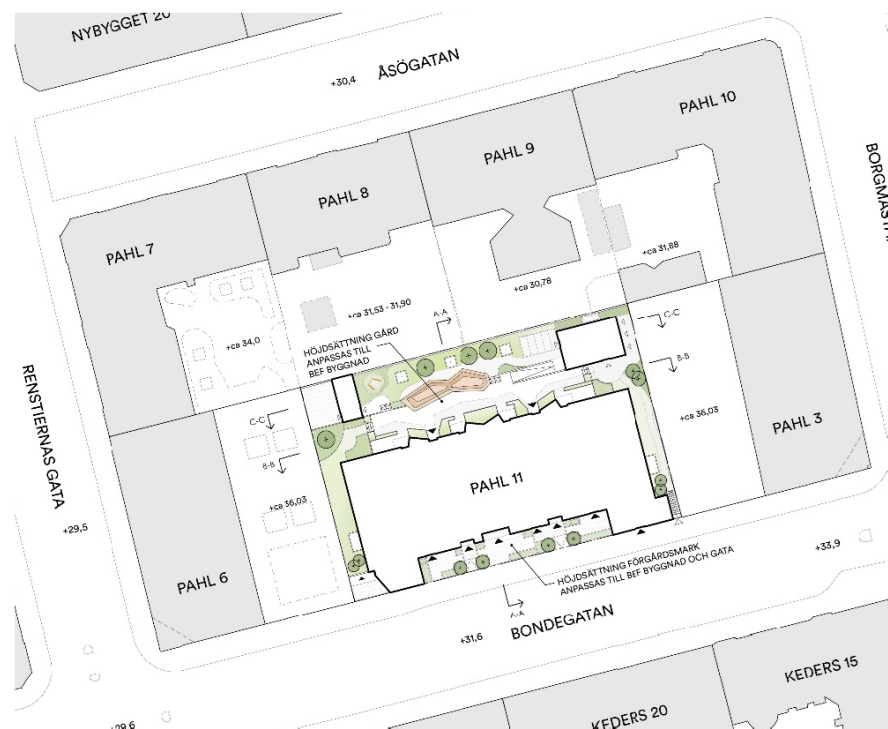 NYBYGGET 20
+30,4
ÅSÖGATAN
PAHL 10
PAHL 9
PAHL 8
PAHL 7
+ca 31,88
+ca 30,78
+ca 31,53 - 31,90
+ca 34,0
A-A
C-C
B-B
HÖJDSÄTTNING GÅRD
ANPASSAS TILL
BEF BYGGNAD
RENSTIERNAS GATA
C-C
B-B
+ca 36,03
+ca 36,03
PAHL 3
PAHL 11
+29,5
PAHL 6
HÖJDSÄTTNING FÖRGÅRDSMARK
ANPASSAS TILL BEF BYGGNAD OCH GATA
+33,9
A-A
+31,6
BONDEGATAN
KEDERS 15
KEDERS 20
+29,6